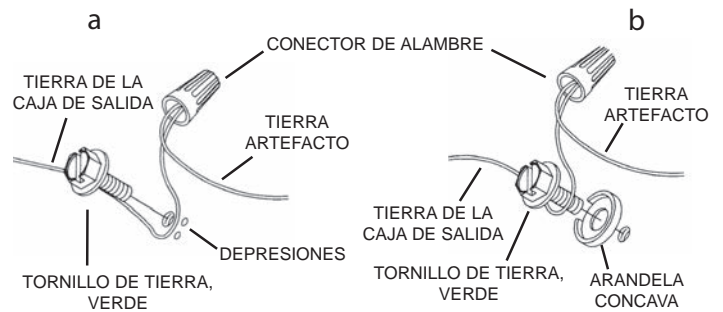 a
b
CONECTOR DE ALAMBRE
TIERRA DE LA
CAJA DE SALIDA
TIERRA
ARTEFACTO
DEPRESIONES
TORNILLO DE TIERRA,
VERDE
TIERRA
ARTEFACTO
TIERRA DE LA
CAJA DE SALIDA
TORNILLO DE TIERRA,
VERDE
ARANDELA
CONCAVA